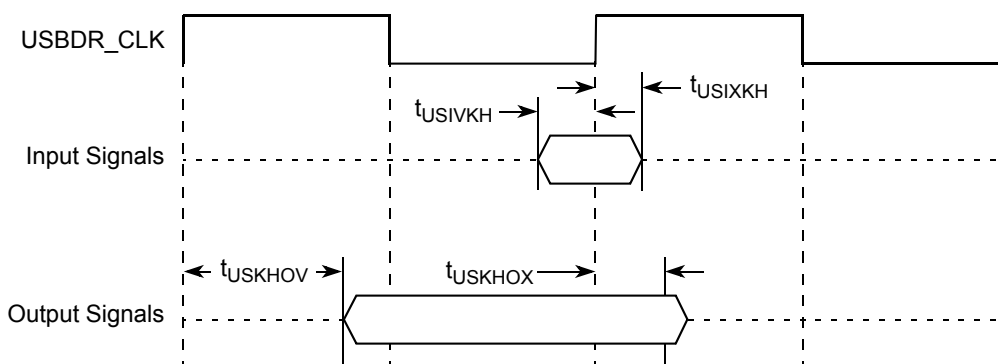 USBDR_CLK
tUSIXKH
tUSIVKH
Input Signals
tUSKHOV
tUSKHOX
Output Signals